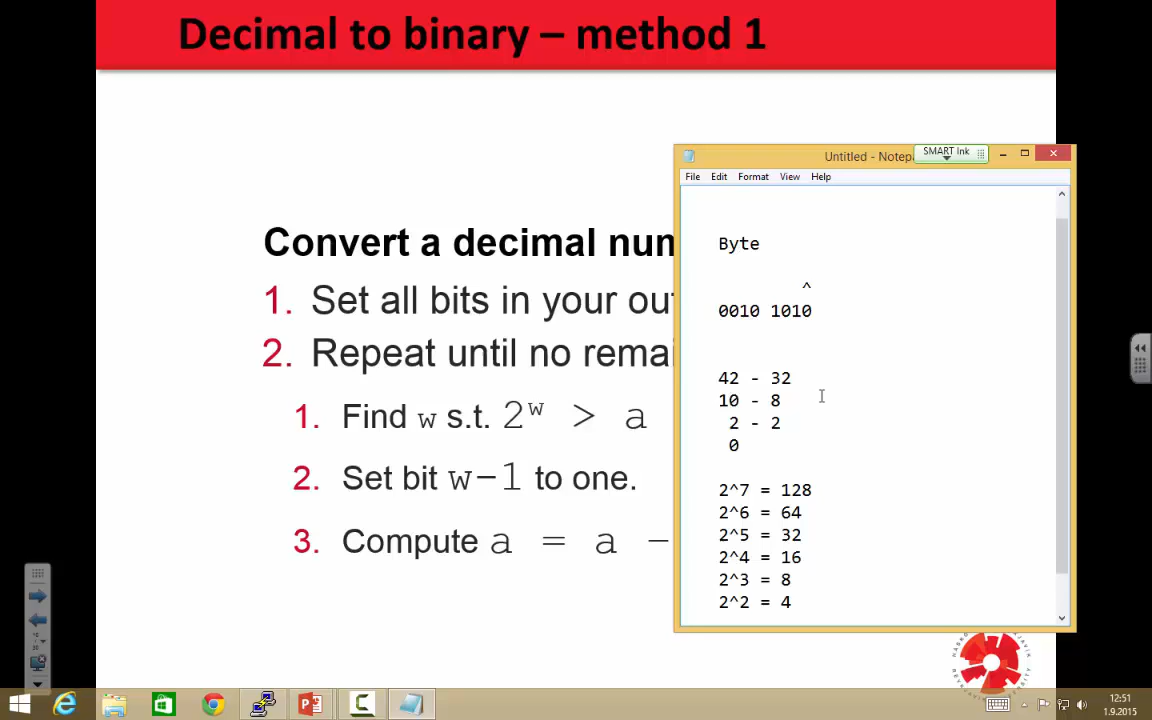 Decimal to binary – method 1
Convert a decimal num
1. Set all bits in your ou
2. Repeat until no remai
1. Find w s.t. 2^w > a
2. Set bit w-1 to one.
3. Compute a = a -
Untitled - Notep
SMART Ink
File Edit Format View Help
Byte
^
0010 1010
42 - 32
10 - 8
2 - 2
0
2^7 = 128
2^6 = 64
2^5 = 32
2^4 = 16
2^3 = 8
2^2 = 4
12:51
1.9.2015